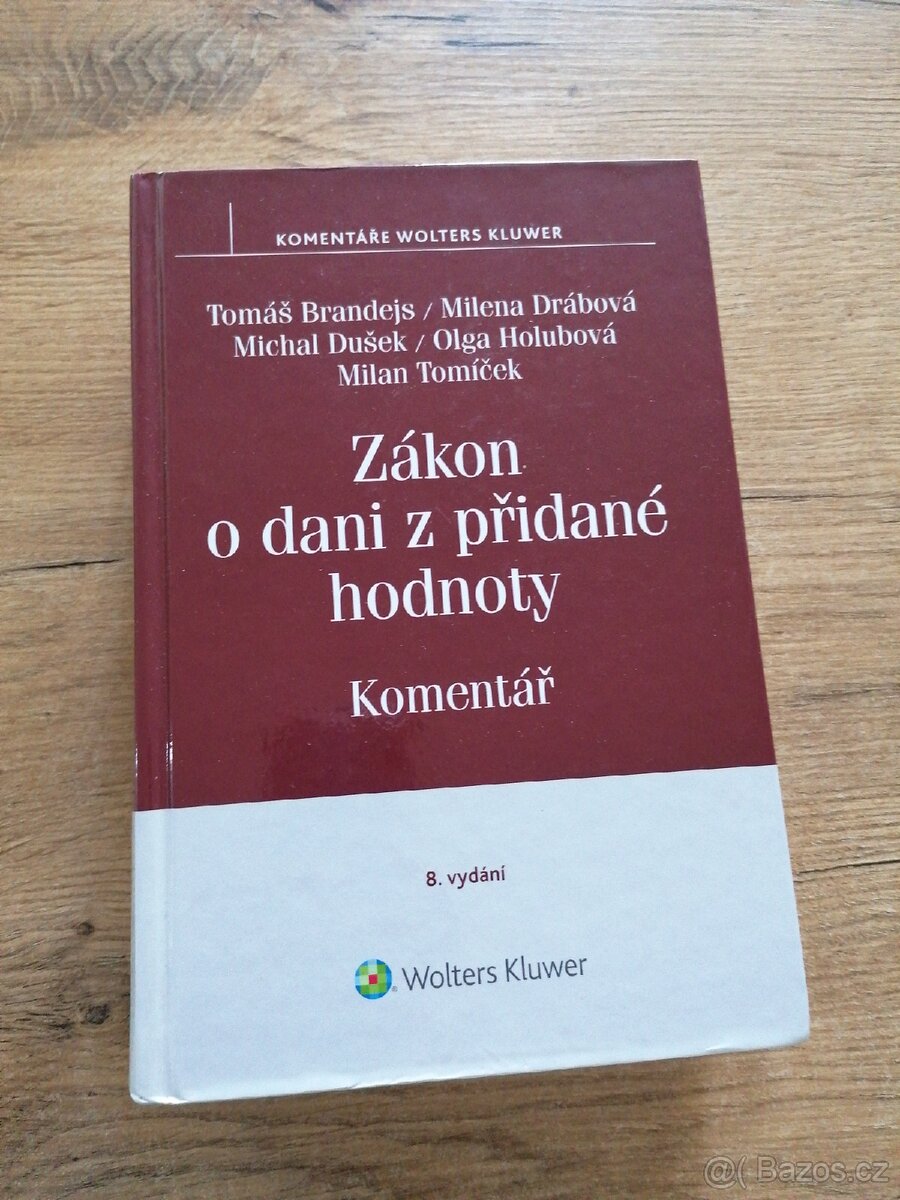 KOMENTÁŘE WOLTERS KLUWER
Tomáš Brandejs / Milena Drábová
Michal Dušek / Olga Holubová
Milan Tomíček
Zákon
o dani z přidané
hodnoty
Komentář
8. vydání
Wolters Kluwer
@( Bazos.cz